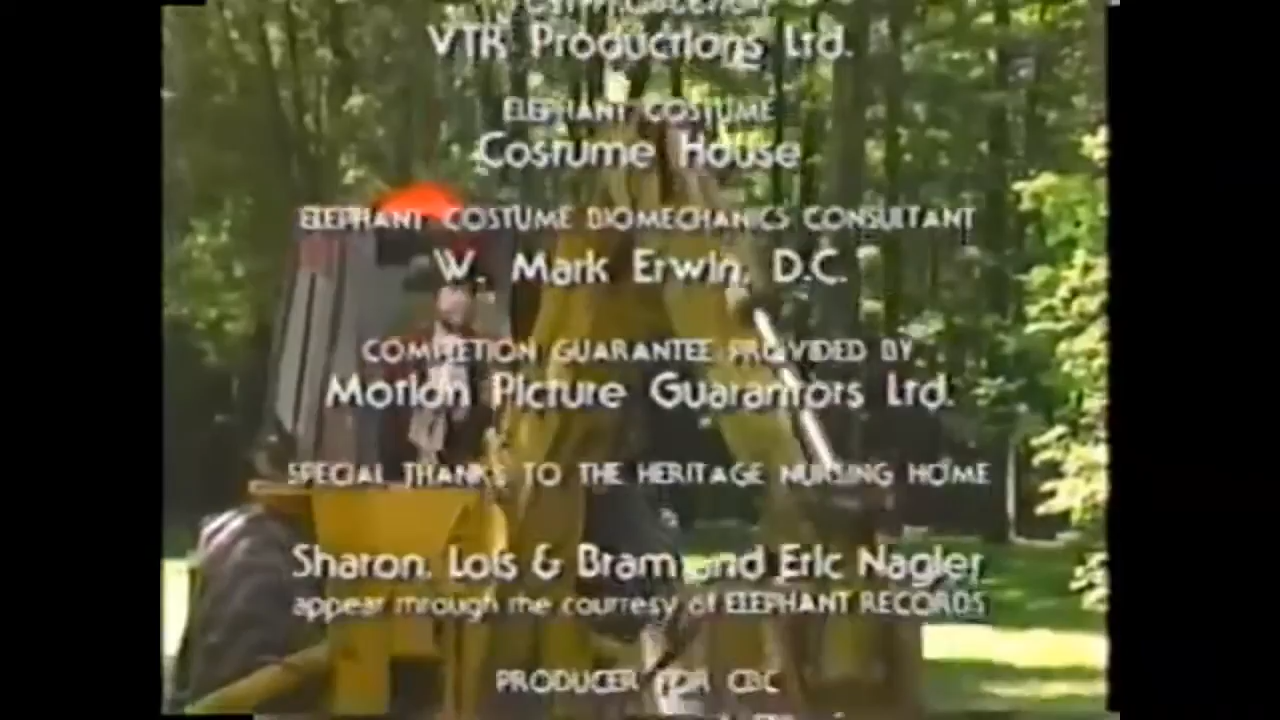 VTR Productions Ltd.
ELEPHANT COSTUME
Costume House
ELEPHANT COSTUME BIOMECHANICS CONSULTANT
W. Mark Erwin, D.C.
COMPLETION GUARANTEE PROVIDED BY
Motion Picture Guarantors Ltd.
SPECIAL THANKS TO THE HERITAGE NURSING HOME
Sharon, Lois & Bram and Eric Nagler
appear through the courtesy of ELEPHANT RECORDS
PRODUCER FOR CBC